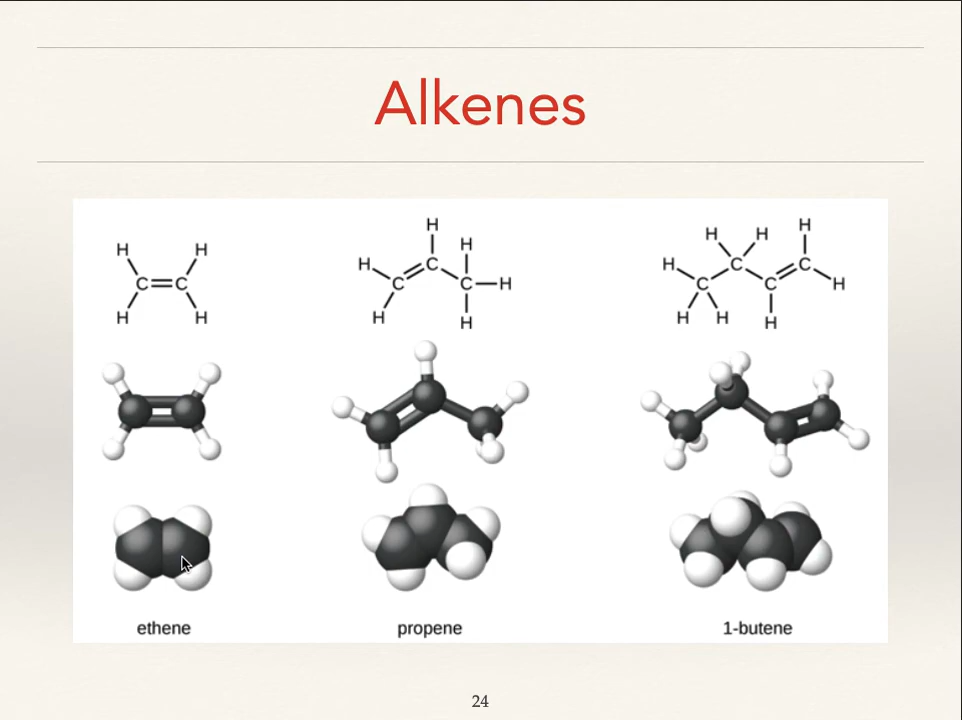 Alkenes
H H
C=C
H H
H
H H
C=C
C—H
H H
H H H
H C C
C C H
H H H
ethene propene 1-butene
24